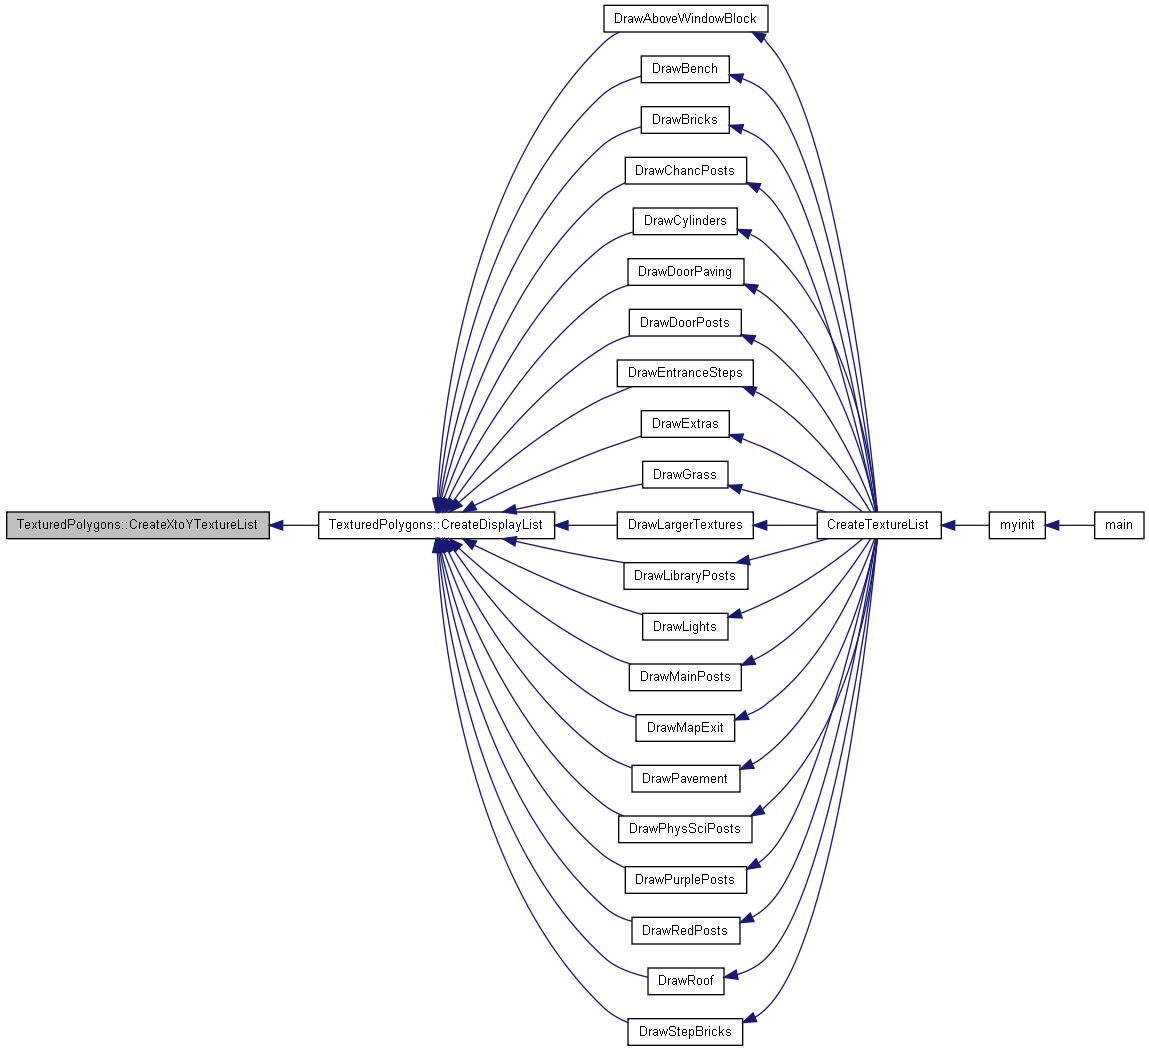 DrawAboveWindowBlock
DrawBench
DrawBricks
DrawChancPosts
DrawCylinders
DrawDoorPaving
DrawDoorPosts
DrawEntranceSteps
DrawExtras
DrawGrass
TexturedPolygons::CreateXtoYTextureList
TexturedPolygons::CreateDisplayList
DrawLargerTextures
CreateTextureList
myinit
main
DrawLibraryPosts
DrawLights
DrawMainPosts
DrawMapExit
DrawPavement
DrawPhysSciPosts
DrawPurplePosts
DrawRedPosts
DrawRoof
DrawStepBricks